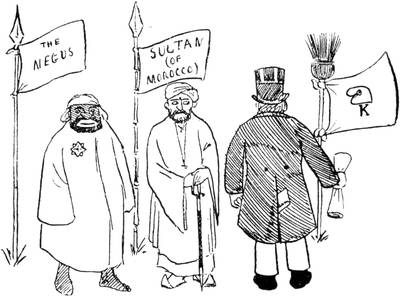 THE
NEGUS
SULTAN
(OF
MOROCCO)
K